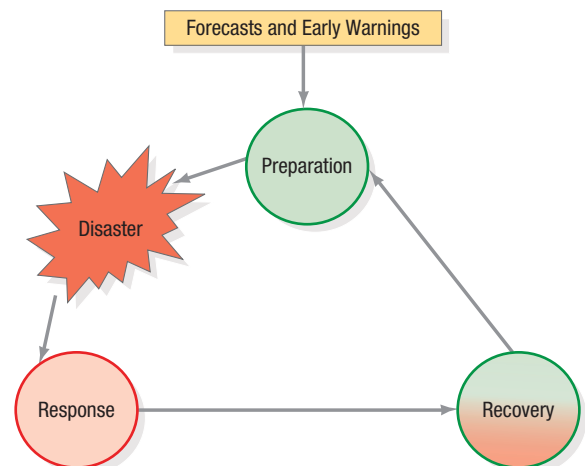 Forecasts and Early Warnings
Preparation
Disaster
Response
Recovery